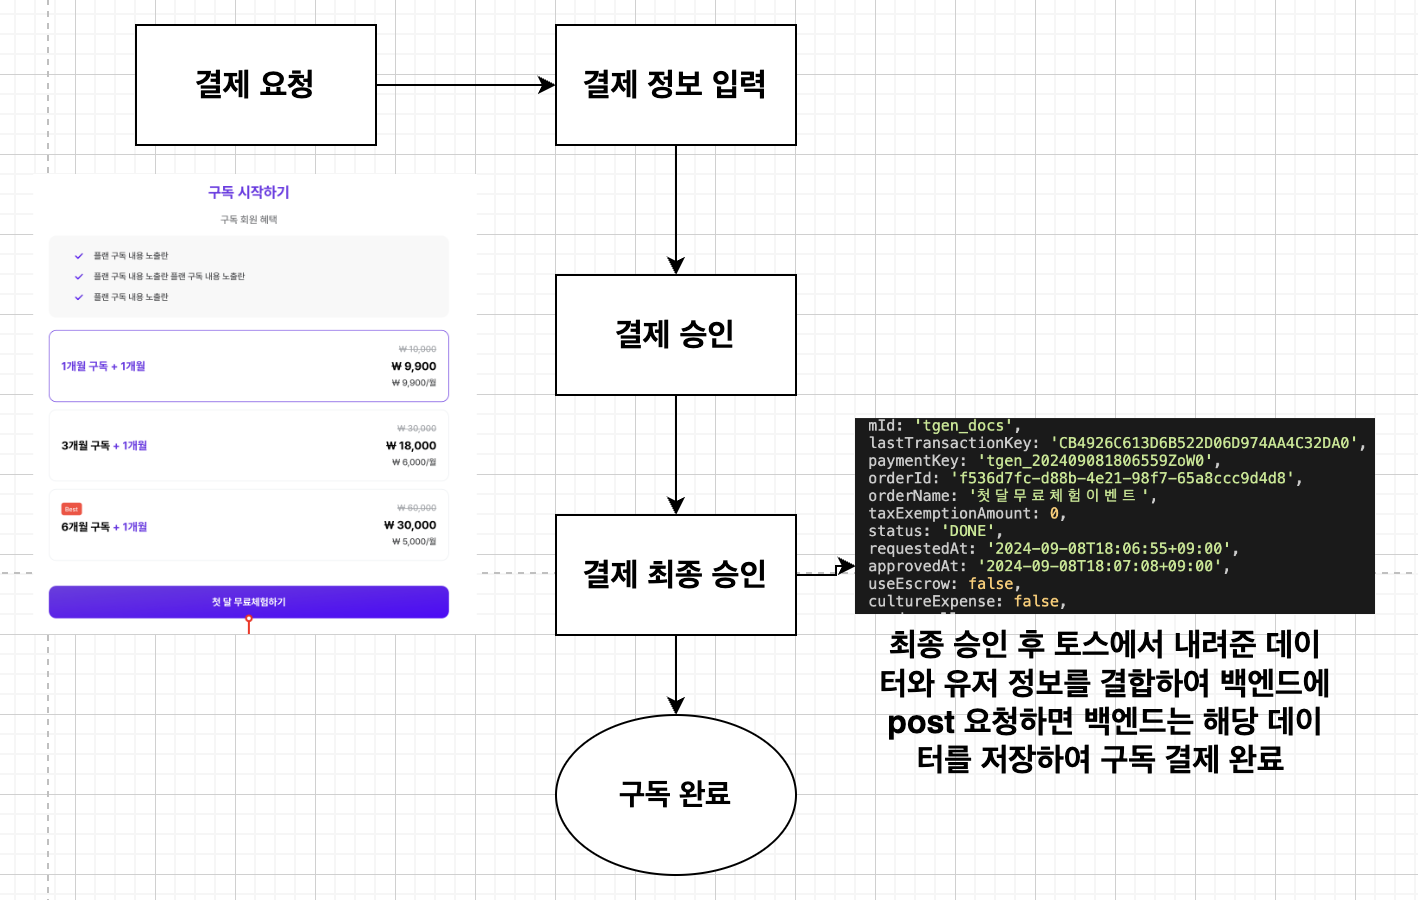 결제 요청
결제 정보 입력
구독 시작하기
구독 회원 혜택
플랜 구독 내용 노출란
플랜 구독 내용 노출란 플랜 구독 내용 노출란
플랜 구독 내용 노출란
₩ 10,000
1개월 구독 + 1개월
₩ 9,900
₩ 9,900/월
₩ 30,000
3개월 구독 + 1개월
₩ 18,000
₩ 6,000/월
Best
₩ 60,000
6개월 구독 + 1개월
₩ 30,000
₩ 5,000/월
첫 달 무료체험하기
결제 승인
결제 최종 승인
mId: 'tgen_docs',
lastTransactionKey: 'CB4926C613D6B522D06D974AA4C32DA0',
paymentKey: 'tgen_202409081806559ZoW0',
orderId: 'f536d7fc-d88b-4e21-98f7-65a8ccc9d4d8',
orderName: '첫달무료체험이벤트',
taxExemptionAmount: 0,
status: 'DONE',
requestedAt: '2024-09-08T18:06:55+09:00',
approvedAt: '2024-09-08T18:07:08+09:00',
useEscrow: false,
cultureExpense: false,
최종 승인 후 토스에서 내려준 데이
터와 유저 정보를 결합하여 백엔드에
post 요청하면 백엔드는 해당 데이
터를 저장하여 구독 결제 완료
구독 완료